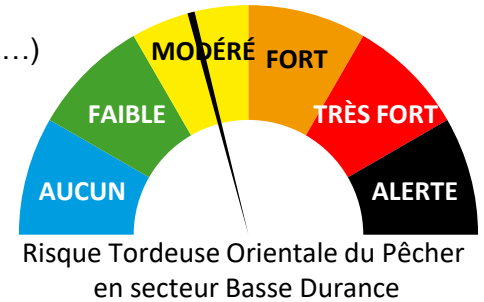 …)
MODÉRÉ
FORT
FAIBLE
TRÈS FORT
AUCUN
ALERTE
Risque Tordeuse Orientale du Pêcher
en secteur Basse Durance